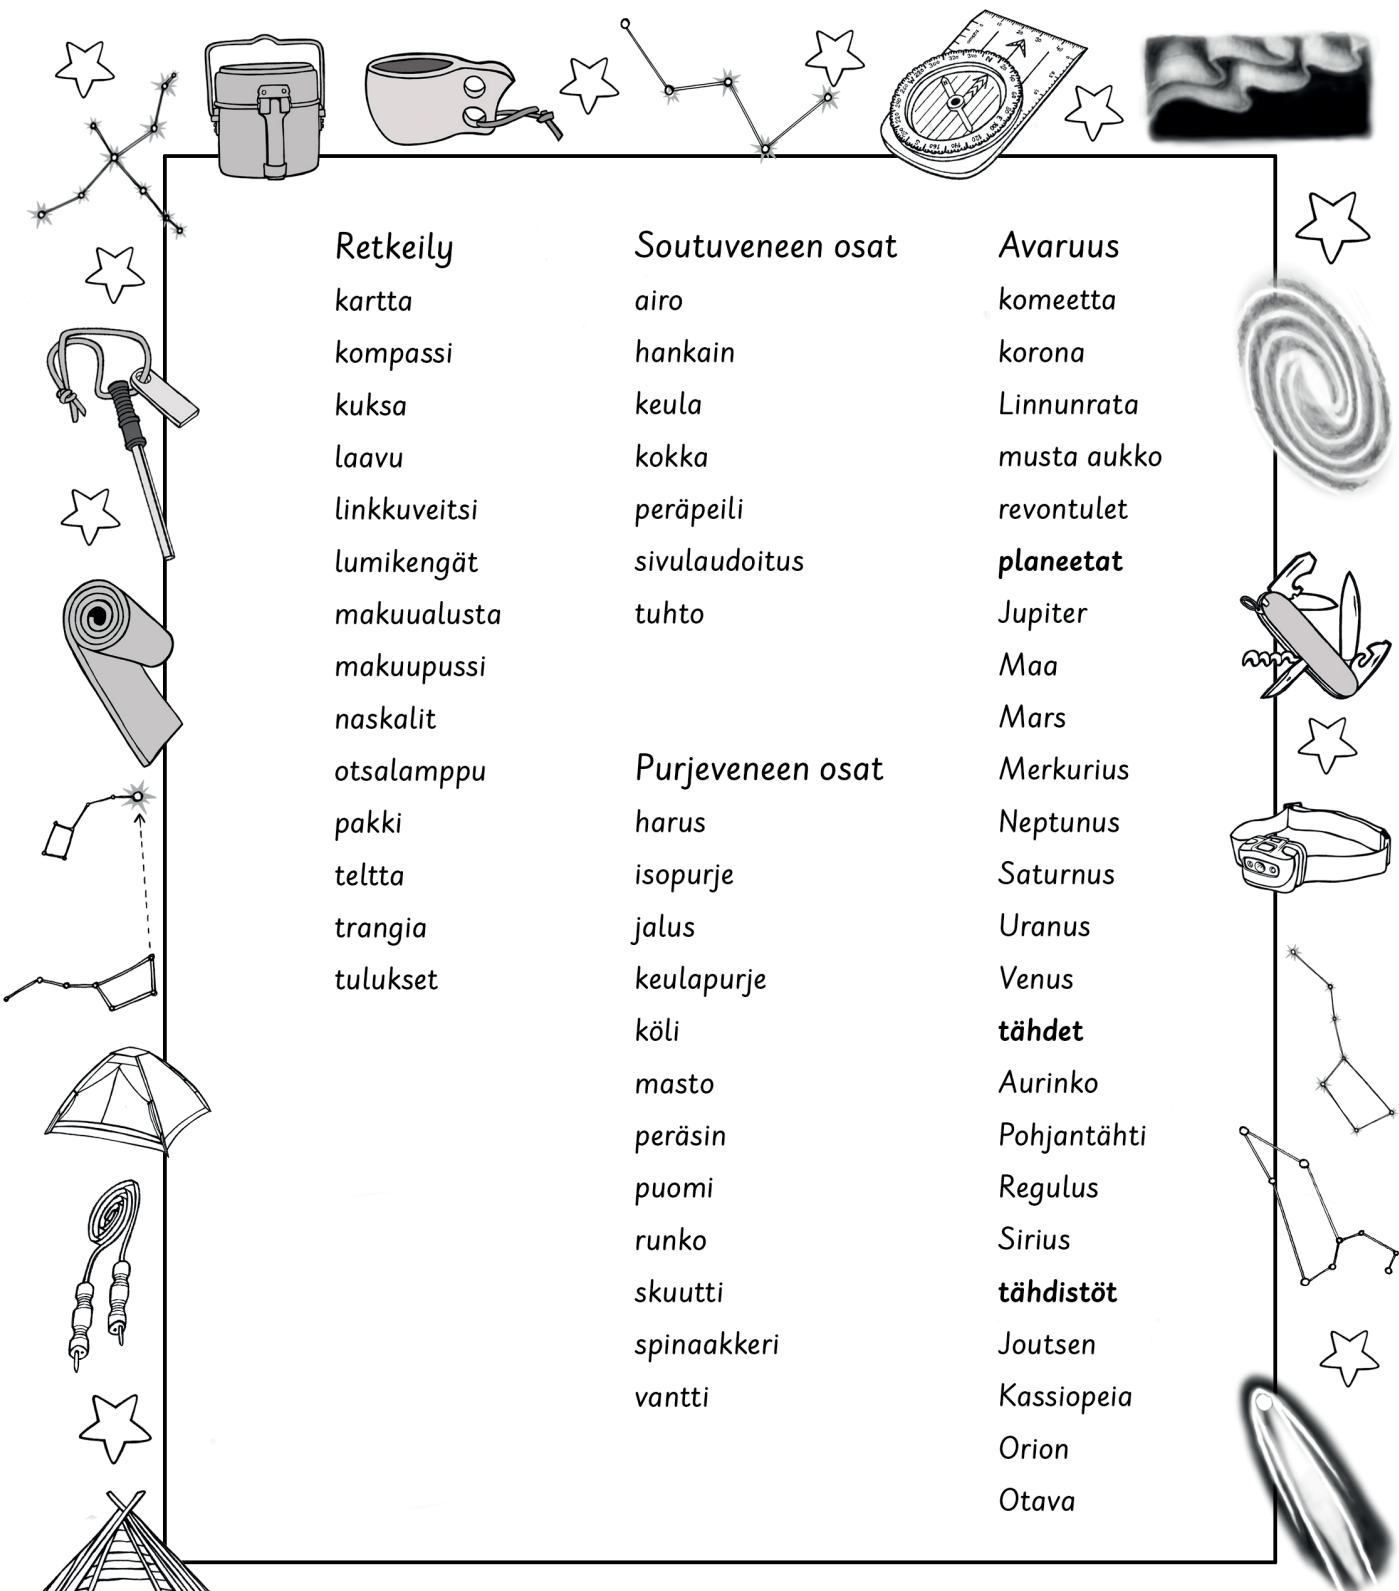 Retkeily
kartta
kompassi
kuksa
laavu
linkkuveitsi
lumikengät
makuualusta
makuupussi
naskalit
otsalamppu
pakki
teltta
trangia
tulukset
Soutuveneen osat
airo
hankain
keula
kokka
peräpeili
sivulaudoitus
tuhto
Purjeveneen osat
harus
isopurje
jalus
keulapurje
köli
masto
peräsin
puomi
runko
skuutti
spinaakkeri
vantti
Avaruus
komeetta
korona
Linnunrata
musta aukko
revontulet
planeetat
Jupiter
Maa
Mars
Merkurius
Neptunus
Saturnus
Uranus
Venus
tähdet
Aurinko
Pohjantähti
Regulus
Sirius
tähdistöt
Joutsen
Kassiopeia
Orion
Otava